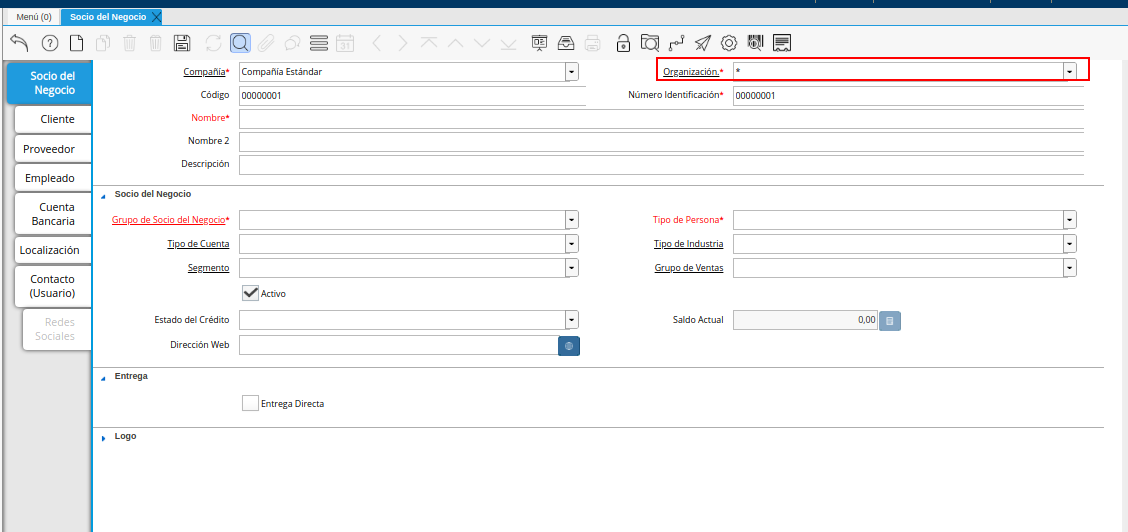 Menú (0) Socio del Negocio
31
Socio del
Negocio
Cliente
Proveedor
Empleado
Cuenta
Bancaria
Localización
Contacto
(Usuario)
Redes
Sociales
Compañía* Compañía Estándar Organización.* *
Código 00000001 Número Identificación* 00000001
Nombre*
Nombre 2
Descripción
Socio del Negocio
Grupo de Socio del Negocio* Tipo de Persona*
Tipo de Cuenta Tipo de Industria
Segmento Grupo de Ventas
Activo
Estado del Crédito Saldo Actual 0,00
Dirección Web
Entrega
Entrega Directa
Logo